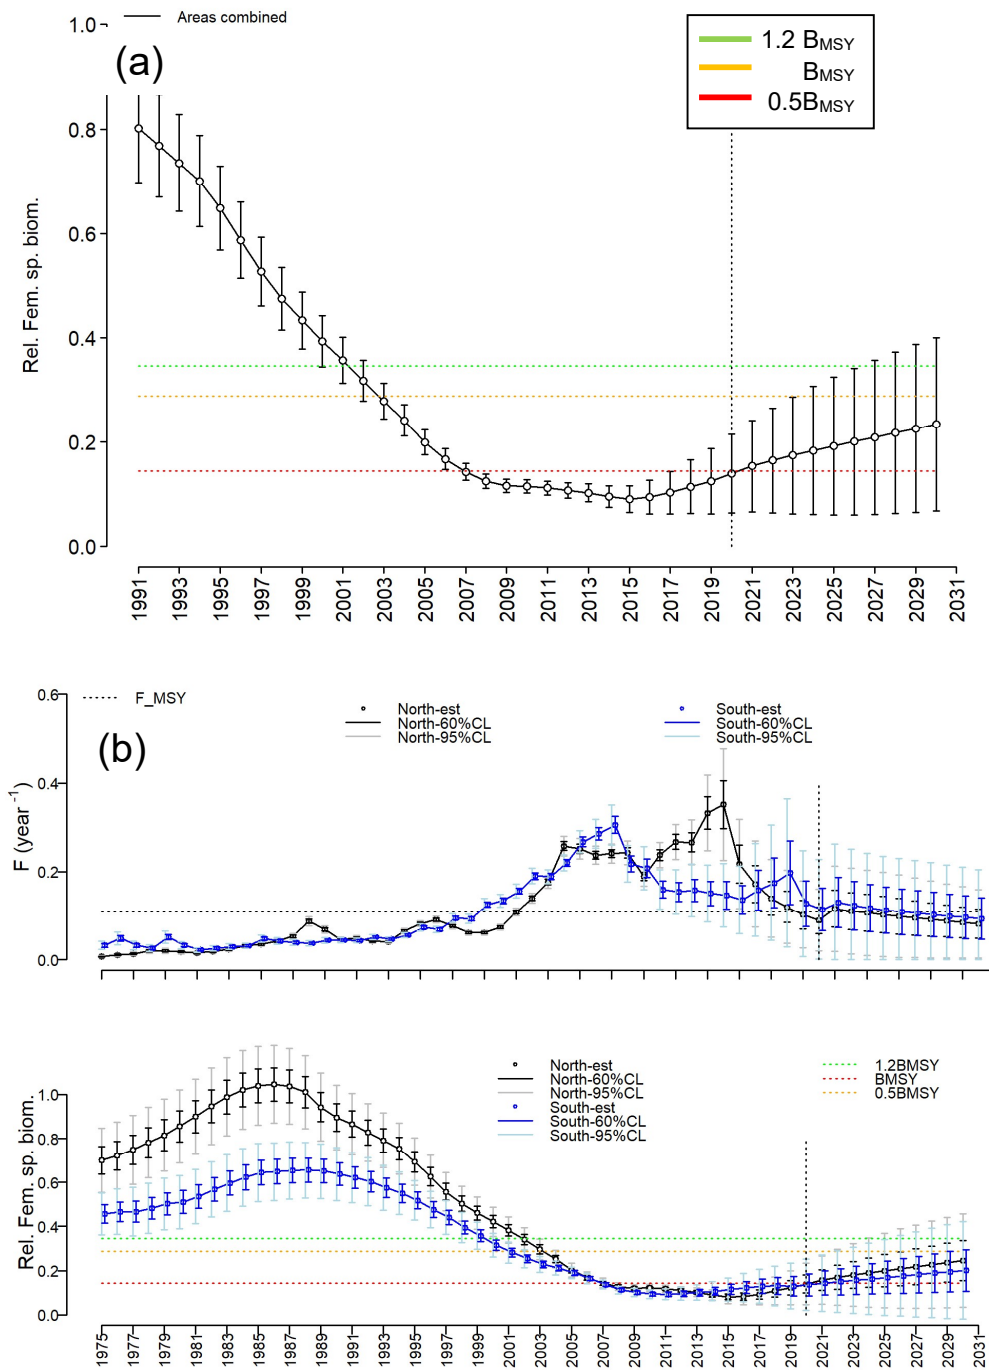 1.0
Areas combined
(a)
1.2 BMSY
BMSY
0.5BMSY
0.8
0.6
0.4
0.2
0.0
Rel. Fem. sp. biom.
1991 1993 1995 1997 1999 2001 2003 2005 2007 2009 2011 2013 2015 2017 2019 2021 2023 2025 2027 2029 2031
0.6
F_MSY
North-est
North-60%CL
North-95%CL
South-est
South-60%CL
South-95%CL
(b)
0.4
0.2
0.0
F (year⁻¹)
North-est
North-60%CL
North-95%CL
South-est
South-60%CL
South-95%CL
1.2BMSY
BMSY
0.5BMSY
1.0
0.8
0.6
0.4
0.2
0.0
Rel. Fem. sp. biom.
1975 1977 1979 1981 1983 1985 1987 1989 1991 1993 1995 1997 1999 2001 2003 2005 2007 2009 2011 2013 2015 2017 2019 2021 2023 2025 2027 2029 2031